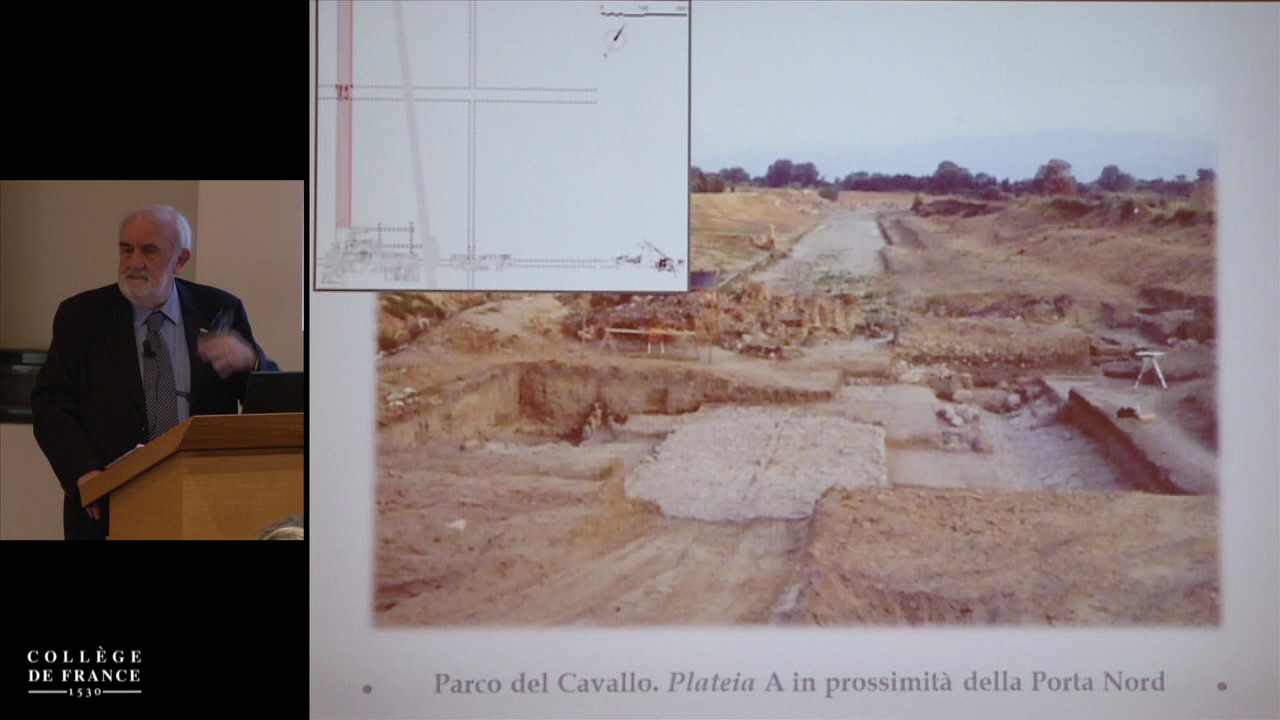 COLLÈGE
DE FRANCE
1530
Parco del Cavallo. Plateia A in prossimità della Porta Nord